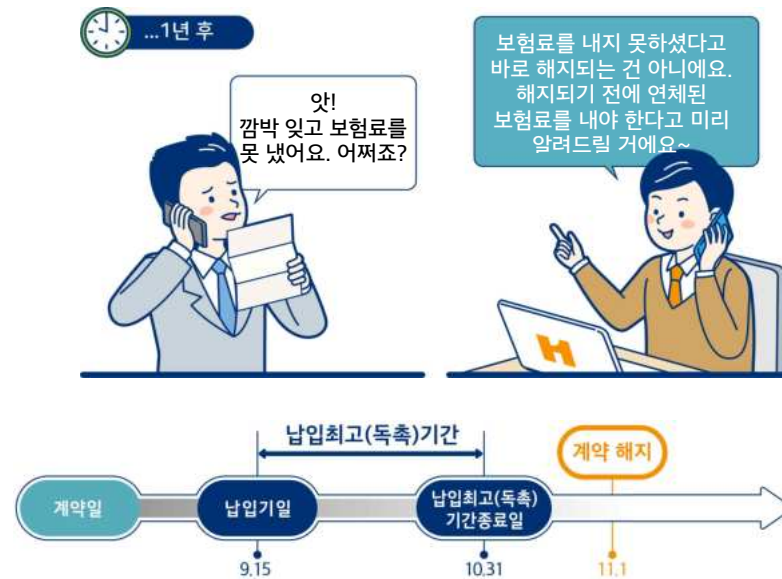 ...1년 후
앗!
깜박 잊고 보험료를
못 냈어요. 어쩌죠?
보험료를 내지 못하셨다고
바로 해지되는 건 아니에요.
해지되기 전에 연체된
보험료를 내야 한다고 미리
알려드릴 거에요~
납입최고(독촉)기간
계약 해지
계약일
납입기일
납입최고(독촉)
기간종료일
9.15
10.31
11.1